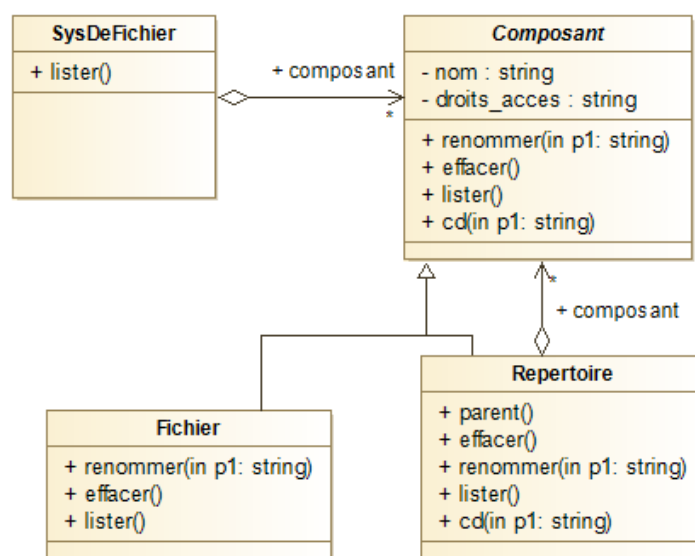 SysDeFichier
+ lister()
+ composant
*
Composant
- nom : string
- droits_acces : string
+ renommer(in p1: string)
+ effacer()
+ lister()
+ cd(in p1: string)
*
+ composant
Fichier
+ renommer(in p1: string)
+ effacer()
+ lister()
Repertoire
+ parent()
+ effacer()
+ renommer(in p1: string)
+ lister()
+ cd(in p1: string)